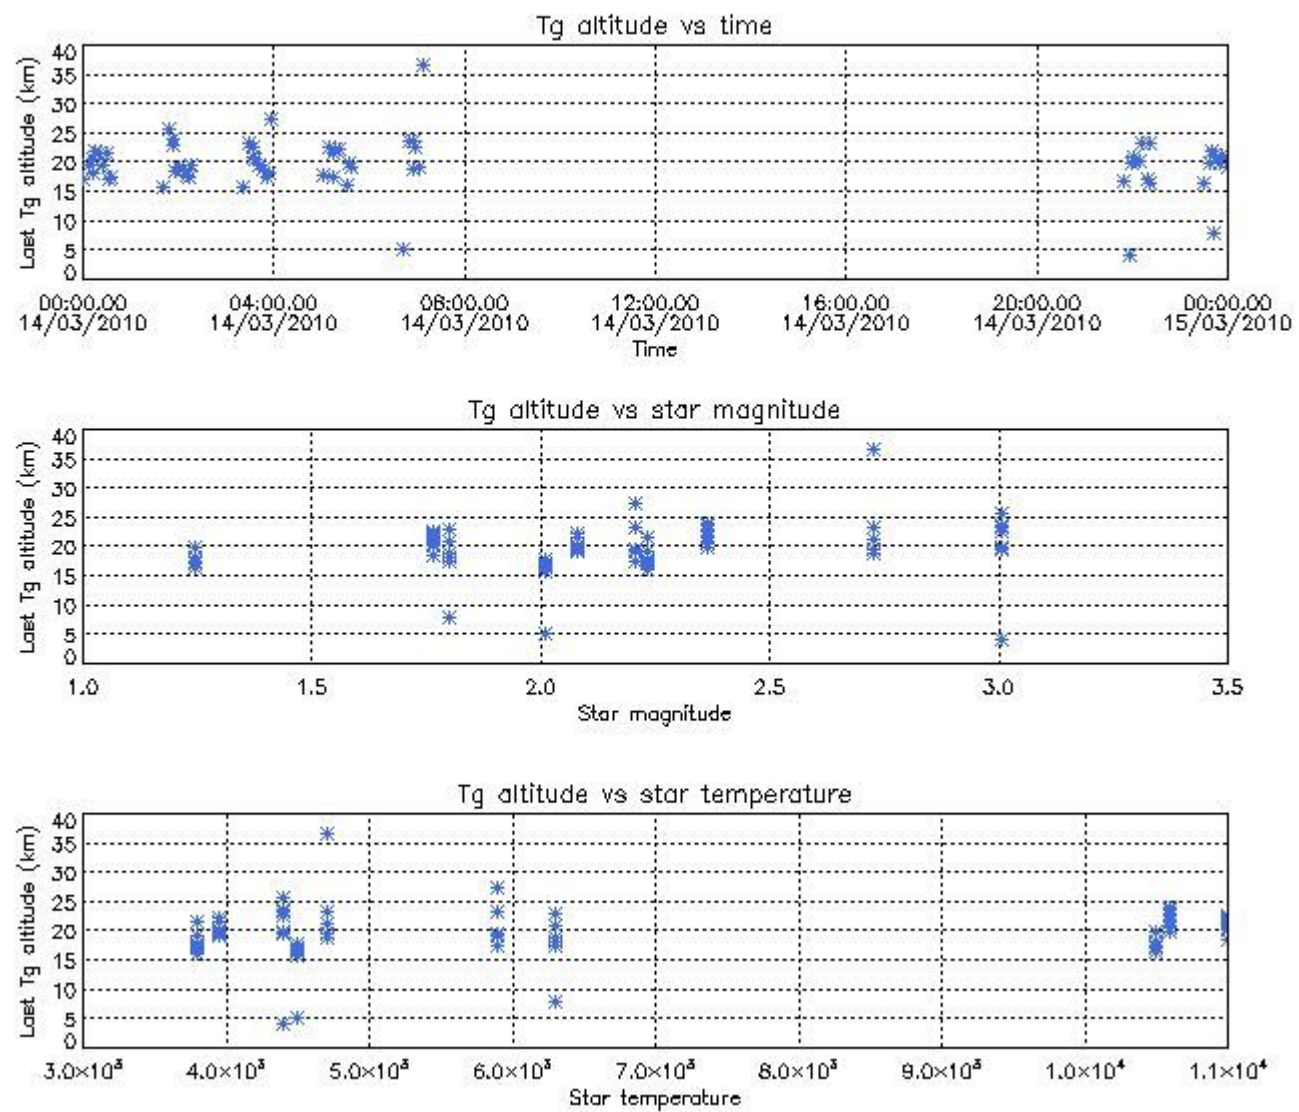 Tg altitude vs time
Last Tg altitude (km)
40
35
30
25
20
15
10
5
0
00:00.00 04:00.00 08:00.00 12:00.00 16:00.00 20:00.00 00:00.00
14/03/2010 14/03/2010 14/03/2010 14/03/2010 14/03/2010 14/03/2010 15/03/2010
Time
Tg altitude vs star magnitude
Last Tg altitude (km)
40
35
30
25
20
15
10
5
0
1.0 1.5 2.0 2.5 3.0 3.5
Star magnitude
Tg altitude vs star temperature
Last Tg altitude (km)
40
35
30
25
20
15
10
5
0
3.0×10³ 4.0×10³ 5.0×10³ 6.0×10³ 7.0×10³ 8.0×10³ 9.0×10³ 1.0×10⁴ 1.1×10⁴
Star temperature